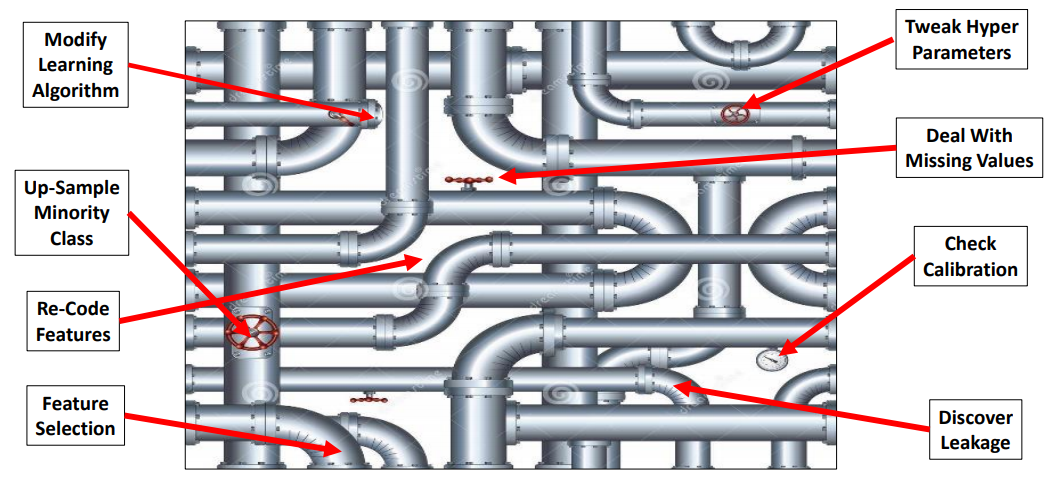 Modify
Learning
Algorithm
Tweak Hyper
Parameters
Deal With
Missing Values
Up-Sample
Minority
Class
Check
Calibration
Re-Code
Features
Feature
Selection
Discover
Leakage